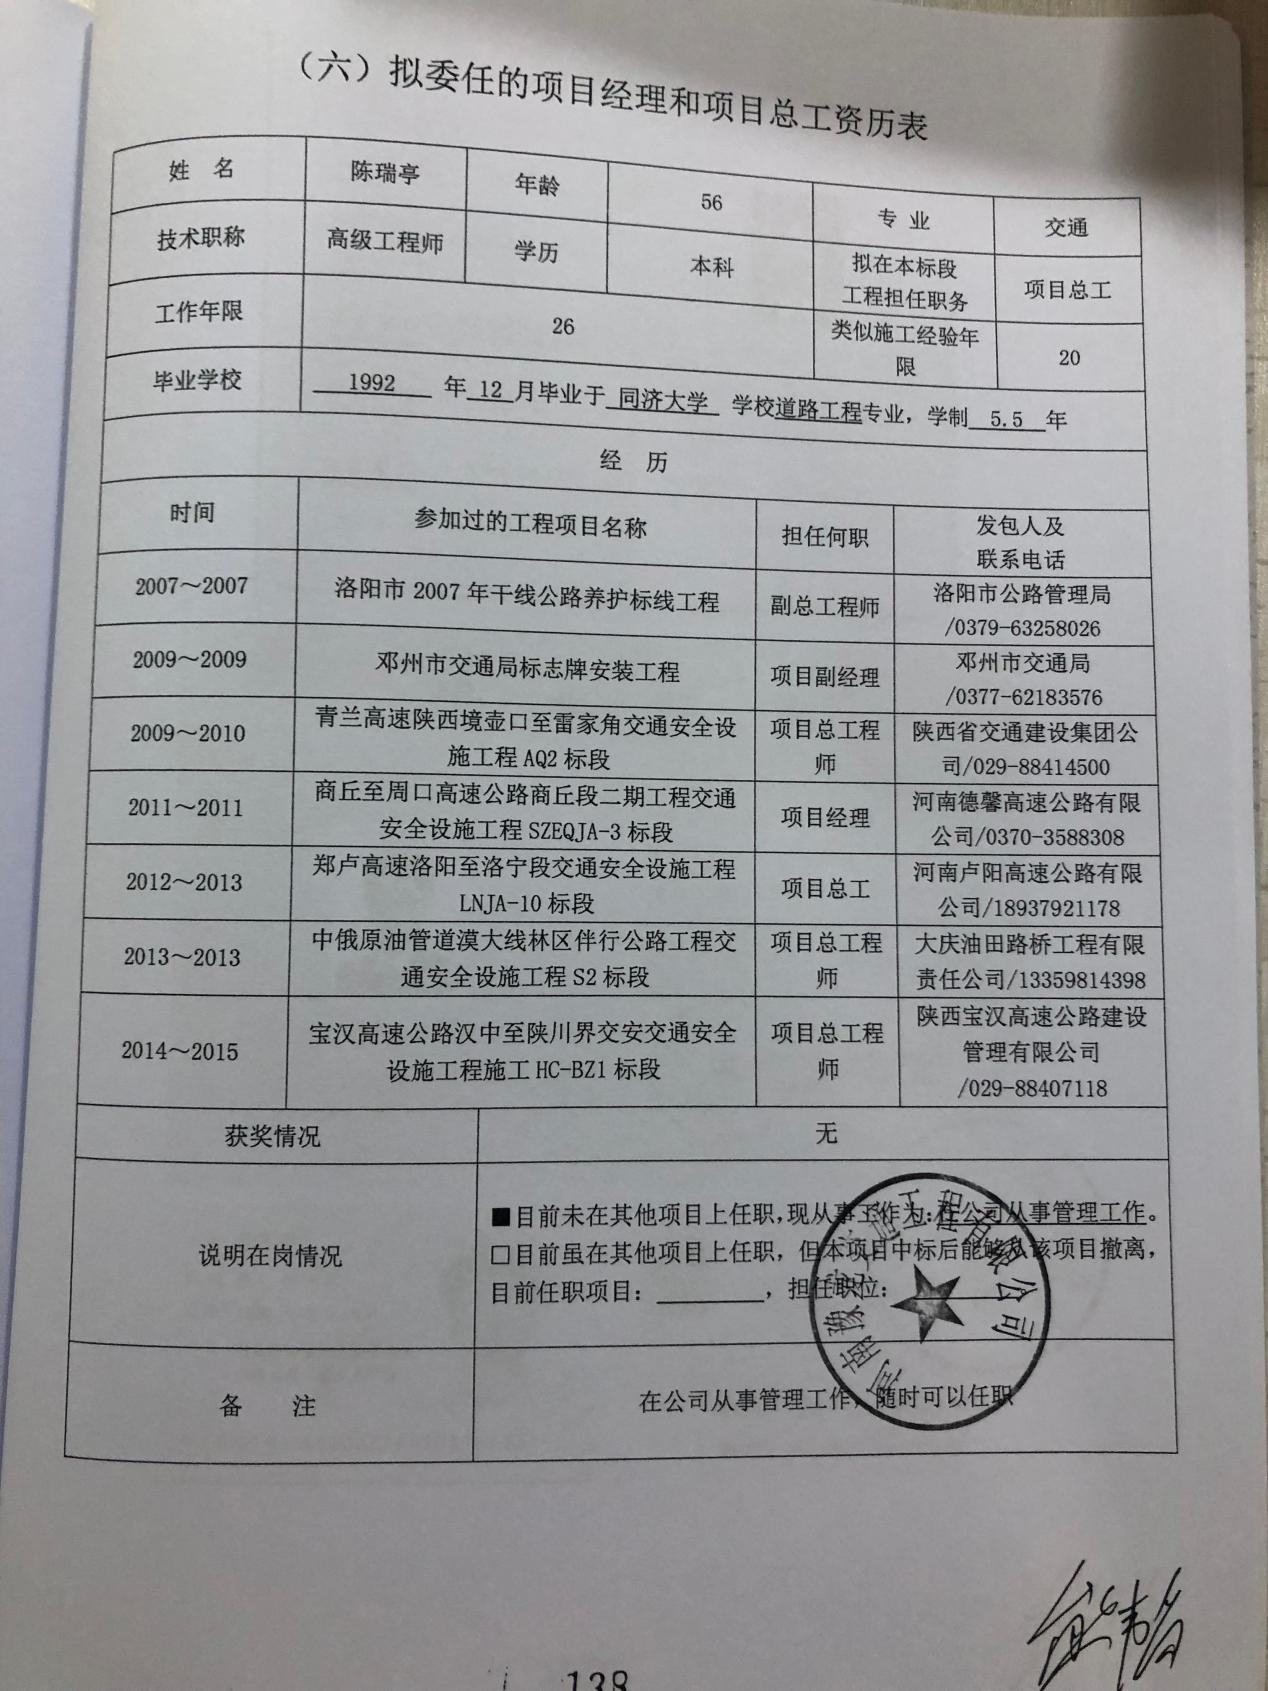 （六）拟委任的项目经理和项目总工资历表
姓 名 陈瑞亭 年龄 56 专 业 交通
技术职称 高级工程师 学历 本科 拟在本标段
工程担任职务 项目总工
工作年限 26 类似施工经验年
限 20
毕业学校 1992 年 12 月毕业于 同济大学 学校道路工程专业，学制 5.5 年
经 历
时间 参加过的工程项目名称 担任何职 发包人及
联系电话
2007～2007 洛阳市 2007 年干线公路养护标线工程 副总工程师 洛阳市公路管理局
/0379-63258026
2009～2009 邓州市交通局标志牌安装工程 项目副经理 邓州市交通局
/0377-62183576
2009～2010 青兰高速陕西境壶口至雷家角交通安全设 项目总工程 陕西省交通建设集团公
施工程 AQ2 标段 师 司/029-88414500
2011～2011 商丘至周口高速公路商丘段二期工程交通 项目经理 河南德馨高速公路有限
安全设施工程 SZEQJA-3 标段 公司/0370-3588308
2012～2013 郑卢高速洛阳至洛宁段交通安全设施工程 项目总工 河南卢阳高速公路有限
LNJA-10 标段 公司/18937921178
2013～2013 中俄原油管道漠大线林区伴行公路工程交 项目总工程 大庆油田路桥工程有限
通安全设施工程 S2 标段 师 责任公司/13359814398
2014～2015 宝汉高速公路汉中至陕川界交安交通安全 项目总工程 陕西宝汉高速公路建设
设施工程施工 HC-BZ1 标段 师 管理有限公司
/029-88407118
获奖情况 无
说明在岗情况 ■目前未在其他项目上任职，现从事工作为：在公司从事管理工作。
□目前虽在其他项目上任职，但本项目中标后能够从该项目撤离，
目前任职项目：________，担任职位：________
备 注 在公司从事管理工作，随时可以任职
138